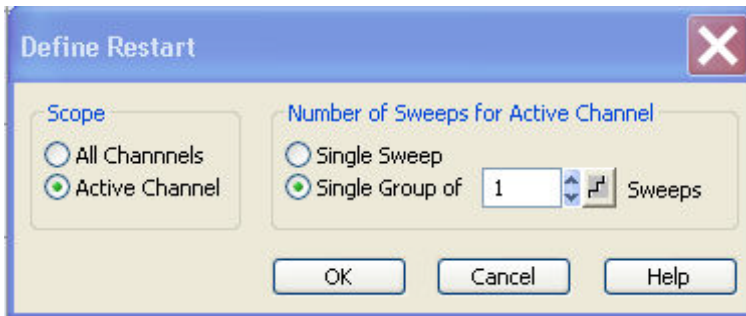 Define Restart
Scope
All Channnels
Active Channel
Number of Sweeps for Active Channel
Single Sweep
Single Group of 1 Sweeps
OK Cancel Help